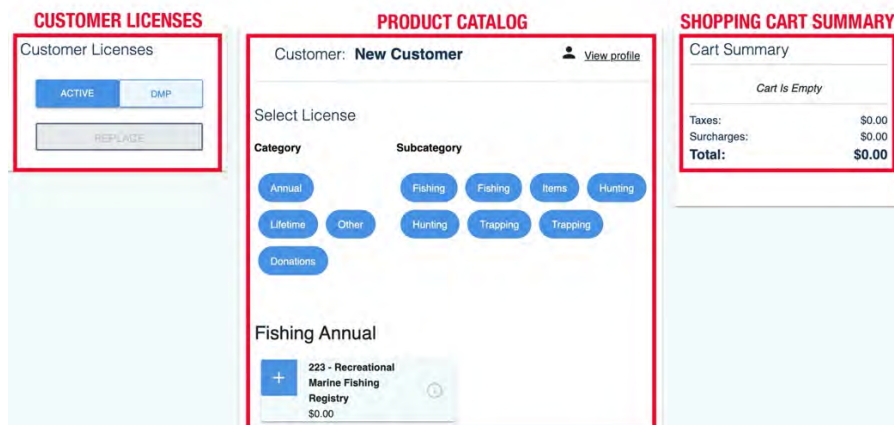 CUSTOMER LICENSES
Customer Licenses
ACTIVE DMP
REPLACE
PRODUCT CATALOG
Customer: New Customer View profile
Select License
Category Subcategory
Annual Fishing Fishing Items Hunting
Lifetime Other Hunting Trapping Trapping
Donations
Fishing Annual
+ 223 - Recreational
Marine Fishing
Registry
$0.00
SHOPPING CART SUMMARY
Cart Summary
Cart Is Empty
Taxes: $0.00
Surcharges: $0.00
Total: $0.00